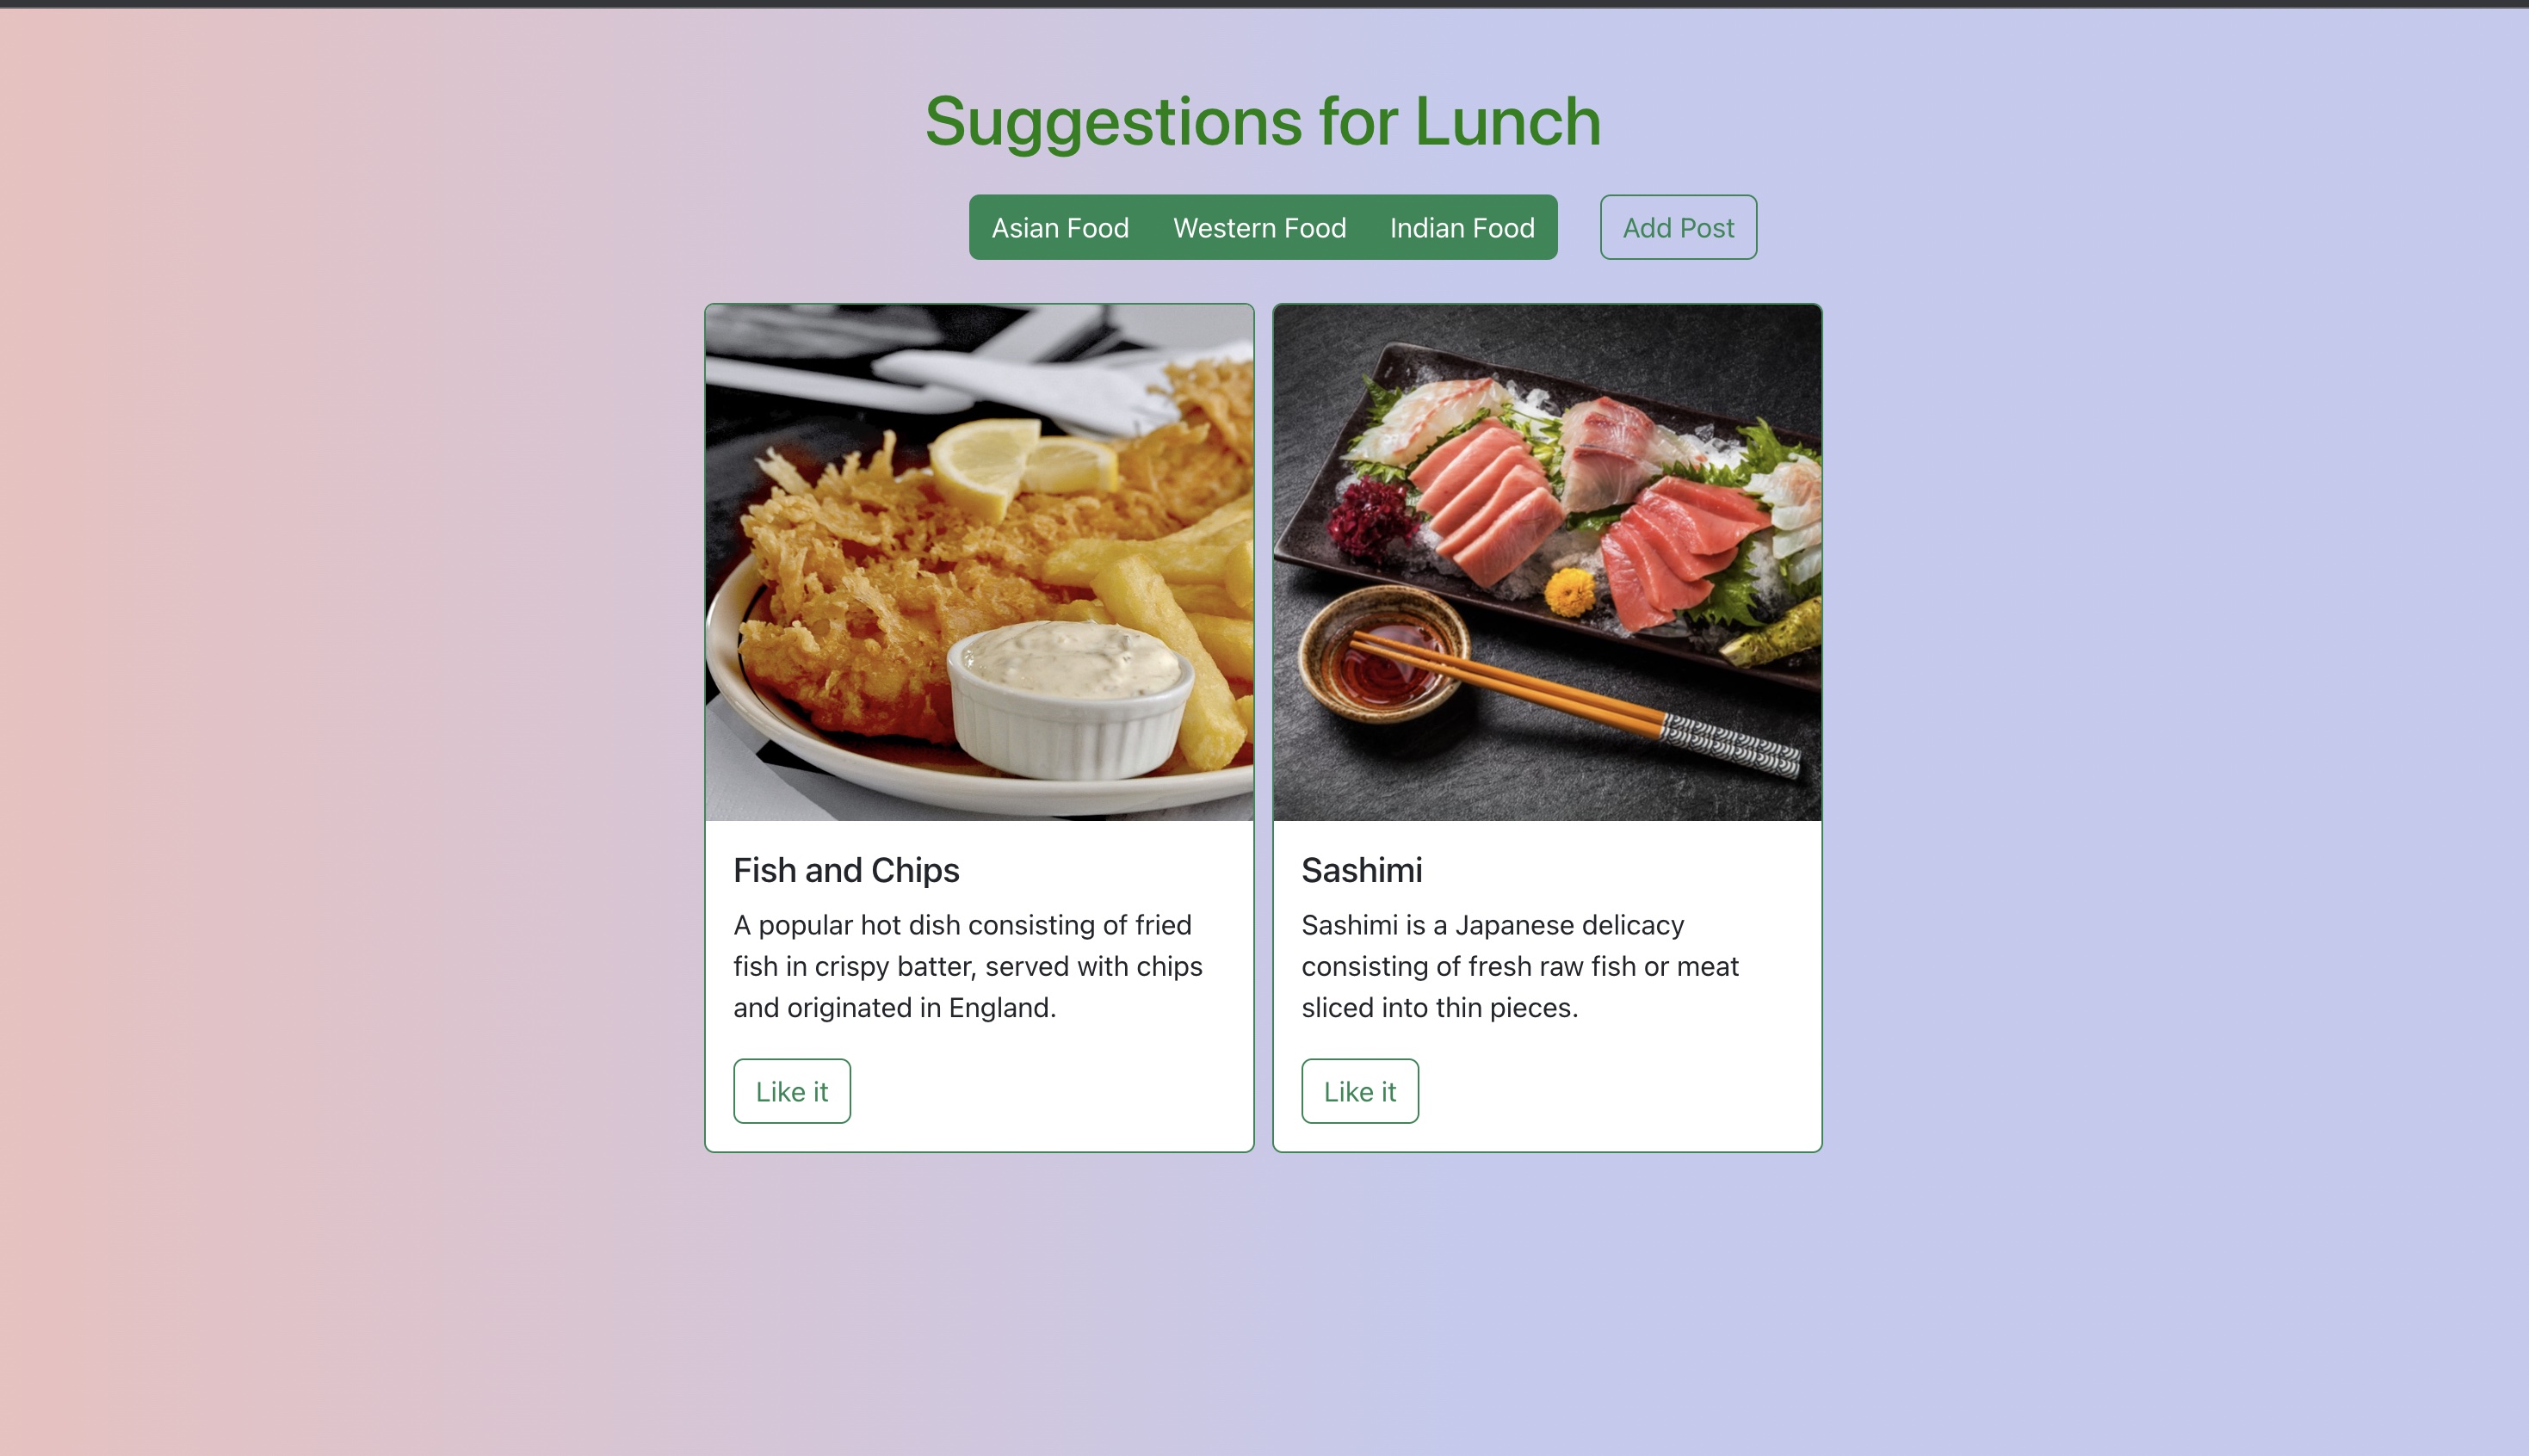 Suggestions for Lunch
Asian Food Western Food Indian Food Add Post
Fish and Chips
A popular hot dish consisting of fried
fish in crispy batter, served with chips
and originated in England.
Like it
Sashimi
Sashimi is a Japanese delicacy
consisting of fresh raw fish or meat
sliced into thin pieces.
Like it